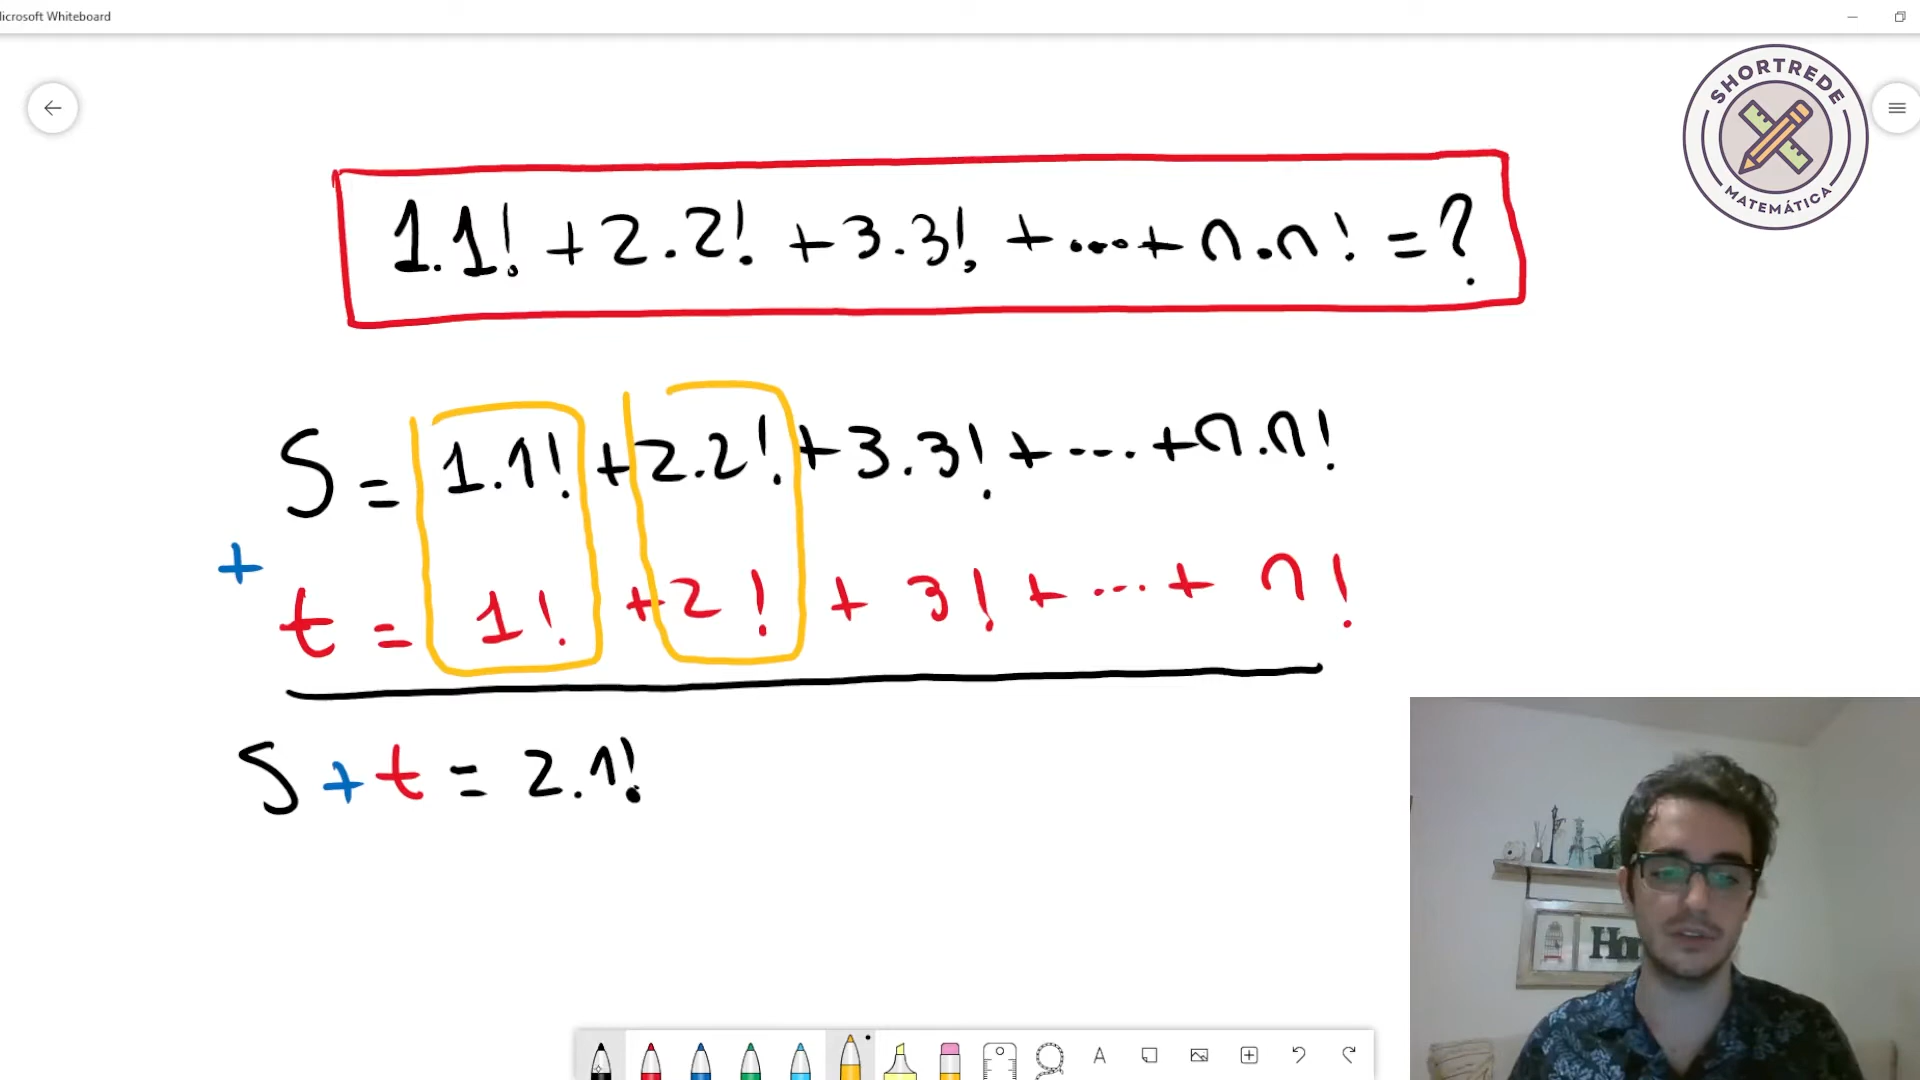 icrosoft Whiteboard
SHORTREDE
MATEMÁTICA
1.1! + 2.2! + 3.3! + ... + n.n! = ?
S = 1.1! + 2.2! + 3.3! + ... + n.n!
+
t = 1! + 2! + 3! + ... + n!
S + t = 2.1!